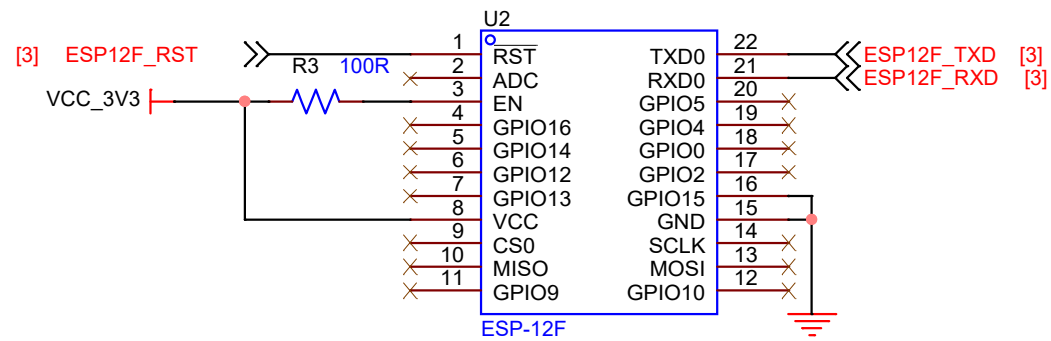 U2
[3] ESP12F_RST 1 RST TXD0 22 ESP12F_TXD [3]
R3 100R 2 ADC RXD0 21 ESP12F_RXD [3]
VCC_3V3 3 EN GPIO5 20
4 GPIO16 GPIO4 19
5 GPIO14 GPIO0 18
6 GPIO12 GPIO2 17
7 GPIO13 GPIO15 16
8 VCC GND 15
9 CS0 SCLK 14
10 MISO MOSI 13
11 GPIO9 GPIO10 12
ESP-12F